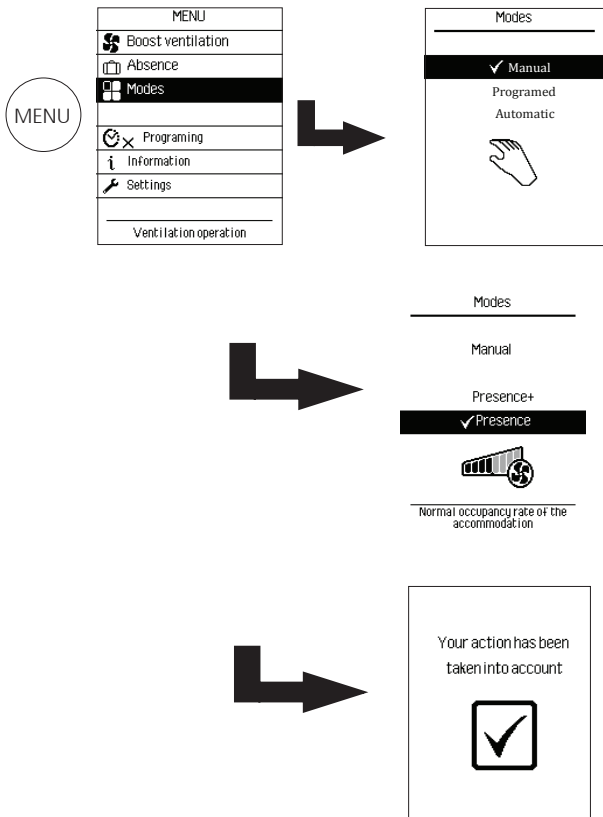 MENU
MENU
Boost ventilation
Absence
Modes
Programing
Information
Settings
Ventilation operation
Modes
✓ Manual
Programed
Automatic
Modes
Manual
Presence+
✓ Presence
Normal occupancy rate of the
accommodation
Your action has been
taken into account